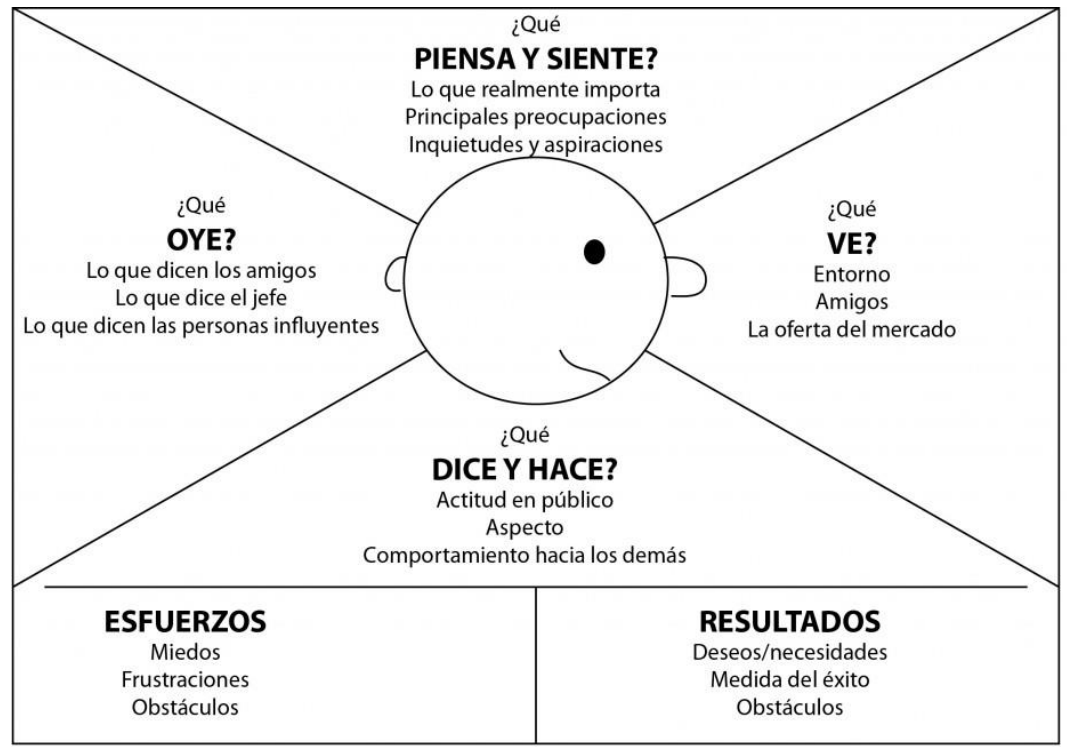 ¿Qué
PIENSA Y SIENTE?
Lo que realmente importa
Principales preocupaciones
Inquietudes y aspiraciones
¿Qué
OYE?
Lo que dicen los amigos
Lo que dice el jefe
Lo que dicen las personas influyentes
¿Qué
VE?
Entorno
Amigos
La oferta del mercado
¿Qué
DICE Y HACE?
Actitud en público
Aspecto
Comportamiento hacia los demás
ESFUERZOS
Miedos
Frustraciones
Obstáculos
RESULTADOS
Deseos/necesidades
Medida del éxito
Obstáculos